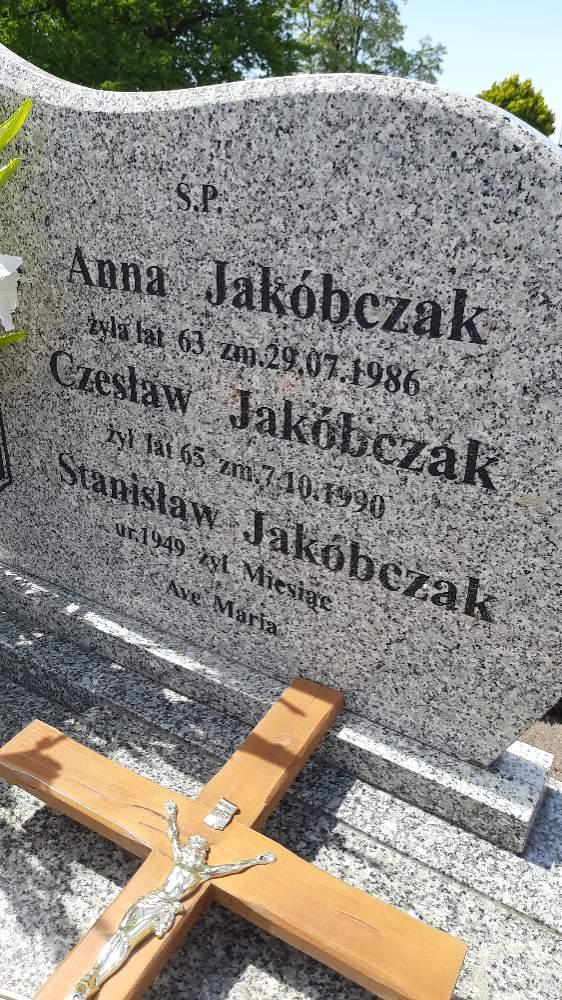 Ś.P.
Anna Jakóbczak
żyła lat 63 zm.29.07.1986
Czesław Jakóbczak
żył lat 65 zm.7.10.1990
Stanisław Jakóbczak
ur.1949 żył Miesiąc
Ave Maria